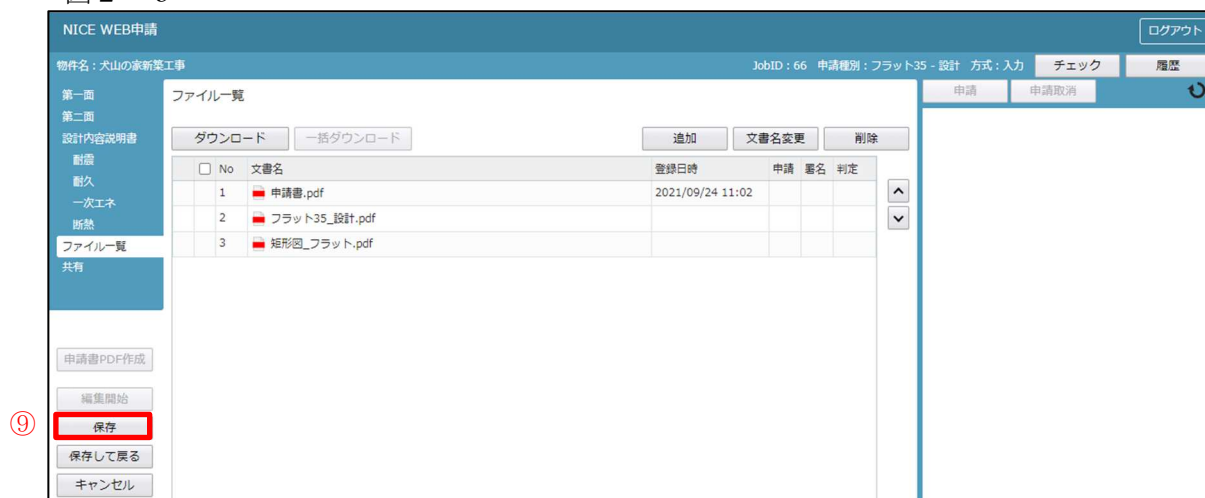 NICE WEB申請
ログアウト
物件名：犬山の家新築工事
JobID：66 申請種別：フラット35 - 設計 方式：入力
チェック
履歴
第一面
第二面
設計内容説明書
耐震
耐久
一次エネ
断熱
ファイル一覧
共有
ファイル一覧
申請
申請取消
ダウンロード
一括ダウンロード
追加
文書名変更
削除
No 文書名 登録日時 申請 署名 判定
1 申請書.pdf 2021/09/24 11:02
2 フラット35_設計.pdf
3 矩形図_フラット.pdf
申請書PDF作成
編集開始
⑨ 保存
保存して戻る
キャンセル